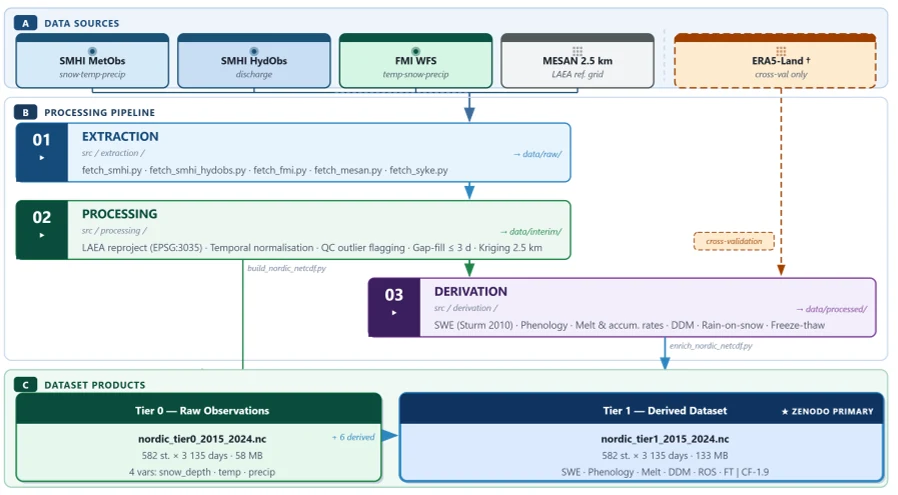 A DATA SOURCES
SMHI MetObs
snow·temp·precip
SMHI HydObs
discharge
FMI WFS
temp·snow·precip
MESAN 2.5 km
LAEA ref. grid
ERA5-Land †
cross-val only
B PROCESSING PIPELINE
01
EXTRACTION
src / extraction /
→ data/raw/
fetch_smhi.py · fetch_smhi_hydobs.py · fetch_fmi.py · fetch_mesan.py · fetch_syke.py
02
PROCESSING
src / processing /
→ data/interim/
LAEA reproject (EPSG:3035) · Temporal normalisation · QC outlier flagging · Gap-fill ≤ 3 d · Kriging 2.5 km
cross-validation
build_nordic_netcdf.py
03
DERIVATION
src / derivation /
→ data/processed/
SWE (Sturm 2010) · Phenology · Melt & accum. rates · DDM · Rain-on-snow · Freeze-thaw
enrich_nordic_netcdf.py
C DATASET PRODUCTS
Tier 0 — Raw Observations
nordic_tier0_2015_2024.nc
582 st. × 3 135 days · 58 MB
4 vars: snow_depth · temp · precip
+ 6 derived
Tier 1 — Derived Dataset
★ ZENODO PRIMARY
nordic_tier1_2015_2024.nc
582 st. × 3 135 days · 133 MB
SWE · Phenology · Melt · DDM · ROS · FT | CF-1.9